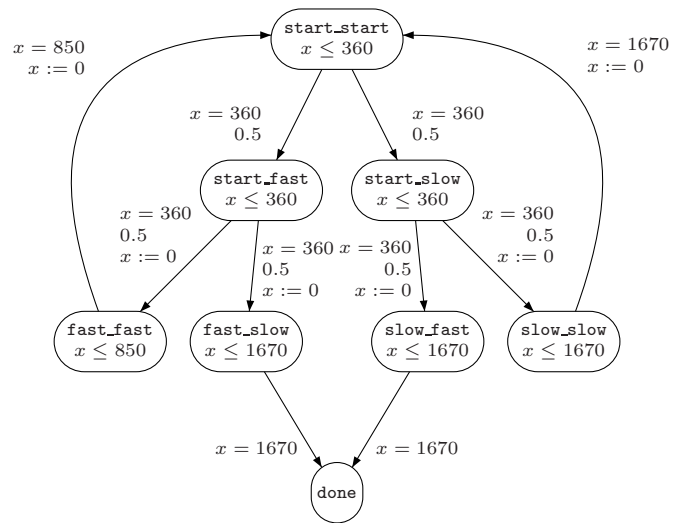 start_start
x ≤ 360
x = 850
x := 0
x = 1670
x := 0
x = 360
0.5
x = 360
0.5
start_fast
x ≤ 360
start_slow
x ≤ 360
x = 360
0.5
x := 0
x = 360
0.5
x := 0
x = 360
0.5
x := 0
x = 360
0.5
x := 0
fast_fast
x ≤ 850
fast_slow
x ≤ 1670
slow_fast
x ≤ 1670
slow_slow
x ≤ 1670
x = 1670
x = 1670
done